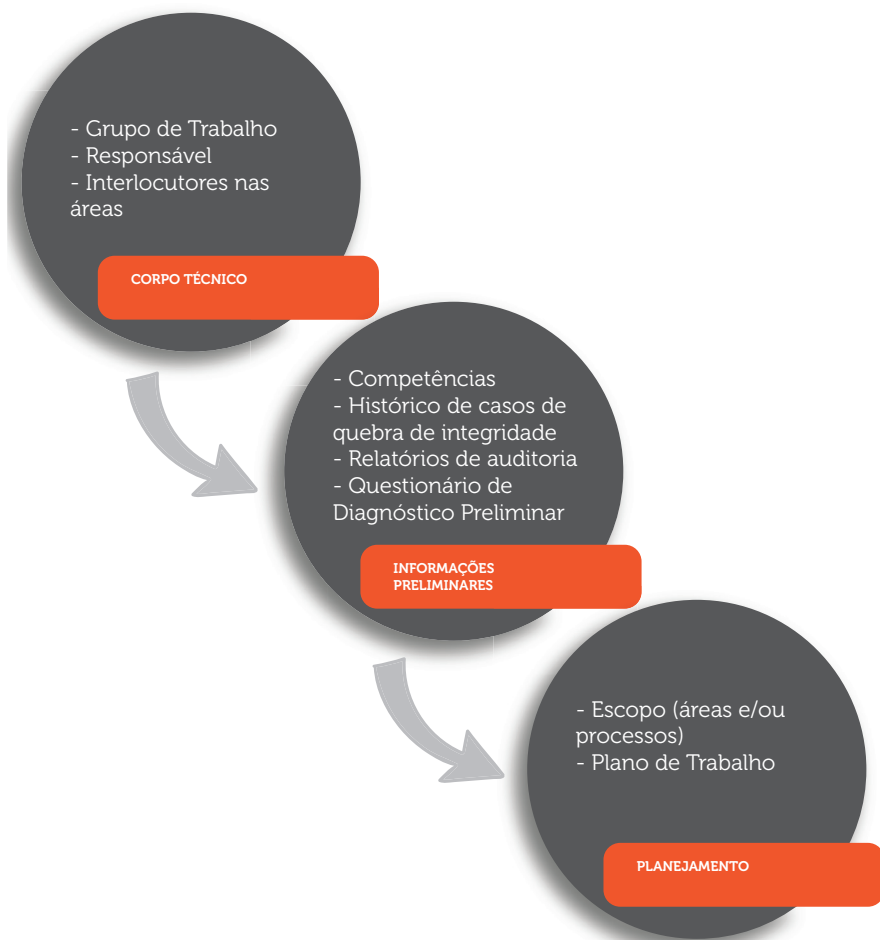 - Grupo de Trabalho
- Responsável
- Interlocutores nas
áreas
CORPO TÉCNICO
- Competências
- Histórico de casos de
quebra de integridade
- Relatórios de auditoria
- Questionário de
Diagnóstico Preliminar
INFORMAÇÕES
PRELIMINARES
- Escopo (áreas e/ou
processos)
- Plano de Trabalho
PLANEJAMENTO